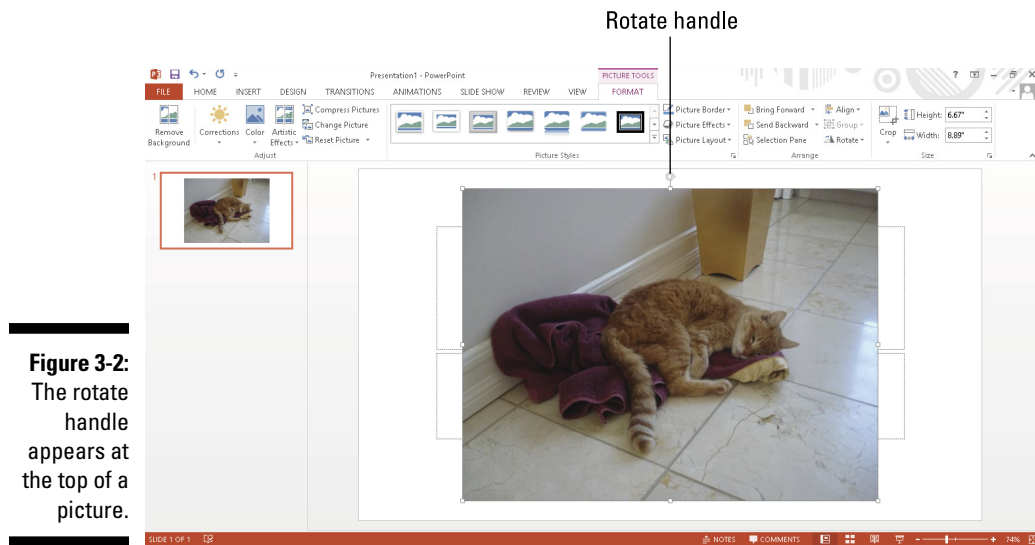 Rotate handle
Presentation1 - PowerPoint
PICTURE TOOLS
?
FILE HOME INSERT DESIGN TRANSITIONS ANIMATIONS SLIDE SHOW REVIEW VIEW FORMAT
Remove Background
Corrections
Color
Artistic Effects
Compress Pictures
Change Picture
Reset Picture
Adjust
Picture Styles
Picture Border
Picture Effects
Picture Layout
Bring Forward
Send Backward
Selection Pane
Align
Group
Rotate
Arrange
Crop
Height: 6.67"
Width: 8.89"
Size
1
Figure 3-2:
The rotate
handle
appears at
the top of a
picture.
SLIDE 1 OF 1
NOTES
COMMENTS
74%